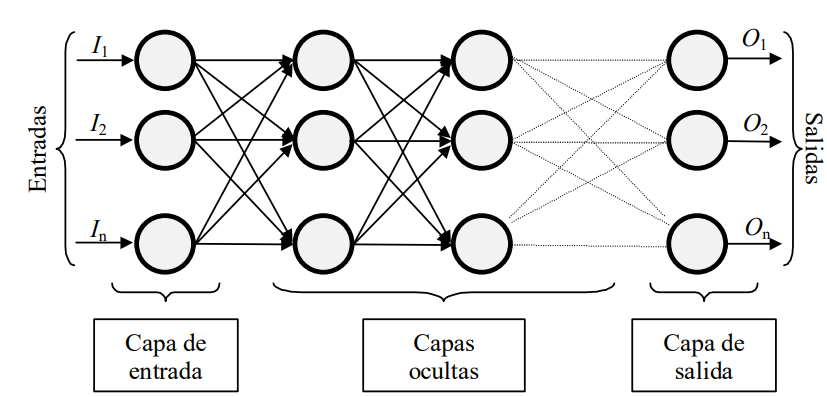 Entradas
I1
I2
In
O1
O2
On
Salidas
Capa de
entrada
Capas
ocultas
Capa de
salida